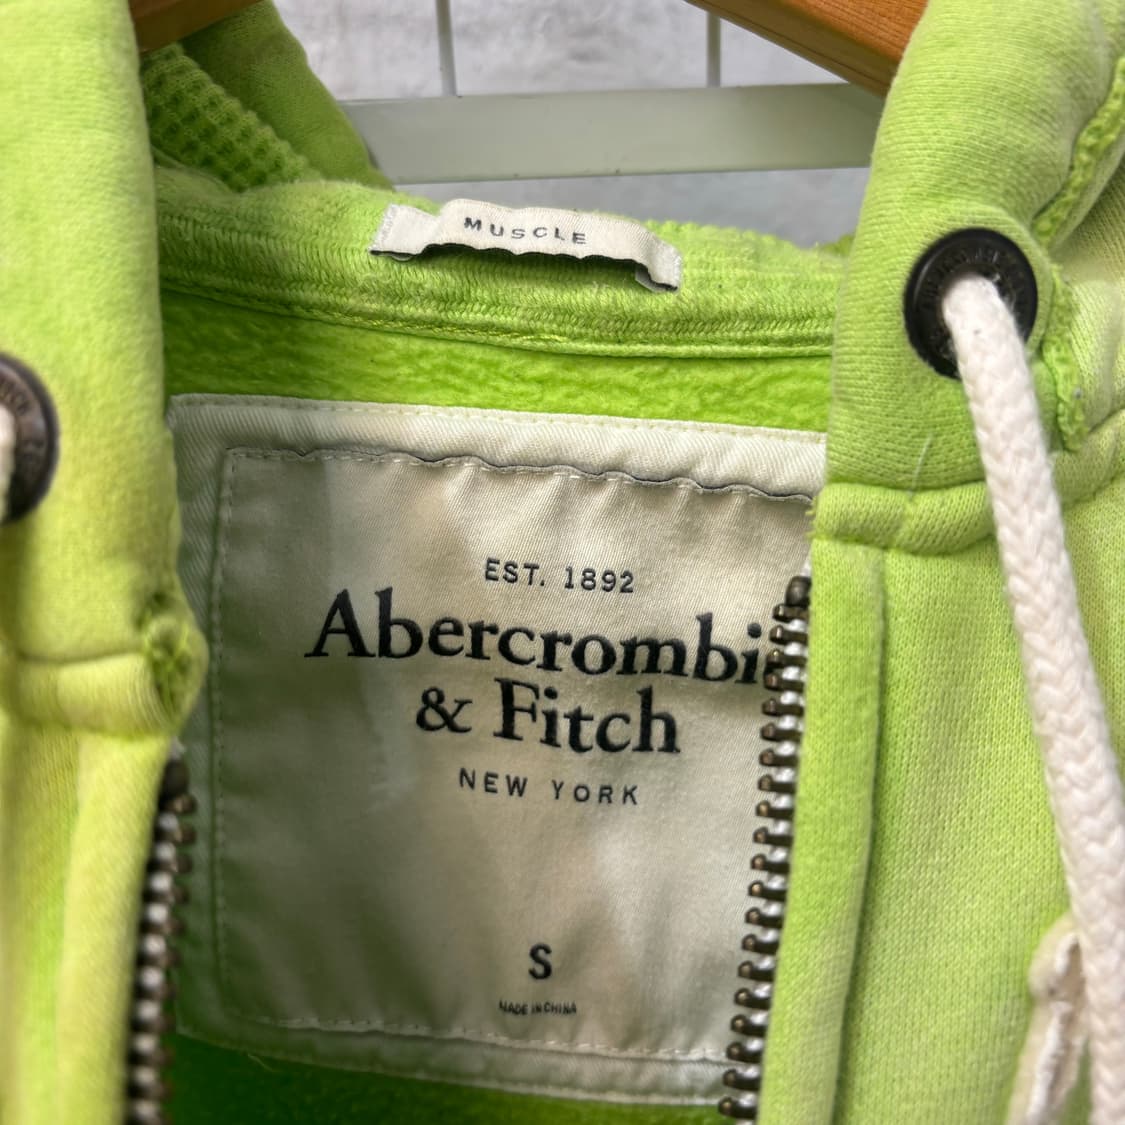 MUSCLE
EST. 1892
Abercrombi
& Fitch
NEW YORK
S
MADE IN CHINA